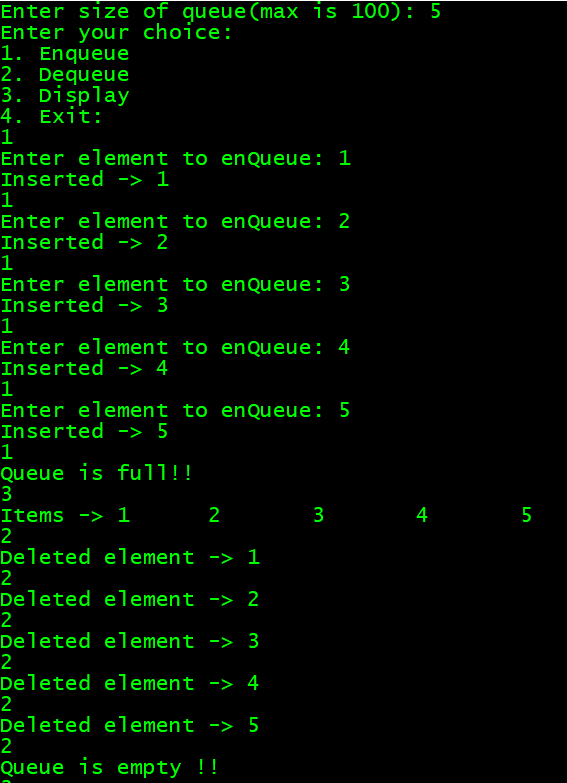 Enter size of queue(max is 100): 5
Enter your choice:
1. Enqueue
2. Dequeue
3. Display
4. Exit:
1
Enter element to enQueue: 1
Inserted -> 1
1
Enter element to enQueue: 2
Inserted -> 2
1
Enter element to enQueue: 3
Inserted -> 3
1
Enter element to enQueue: 4
Inserted -> 4
1
Enter element to enQueue: 5
Inserted -> 5
1
Queue is full!!
3
Items -> 1 2 3 4 5
2
Deleted element -> 1
2
Deleted element -> 2
2
Deleted element -> 3
2
Deleted element -> 4
2
Deleted element -> 5
2
Queue is empty !!